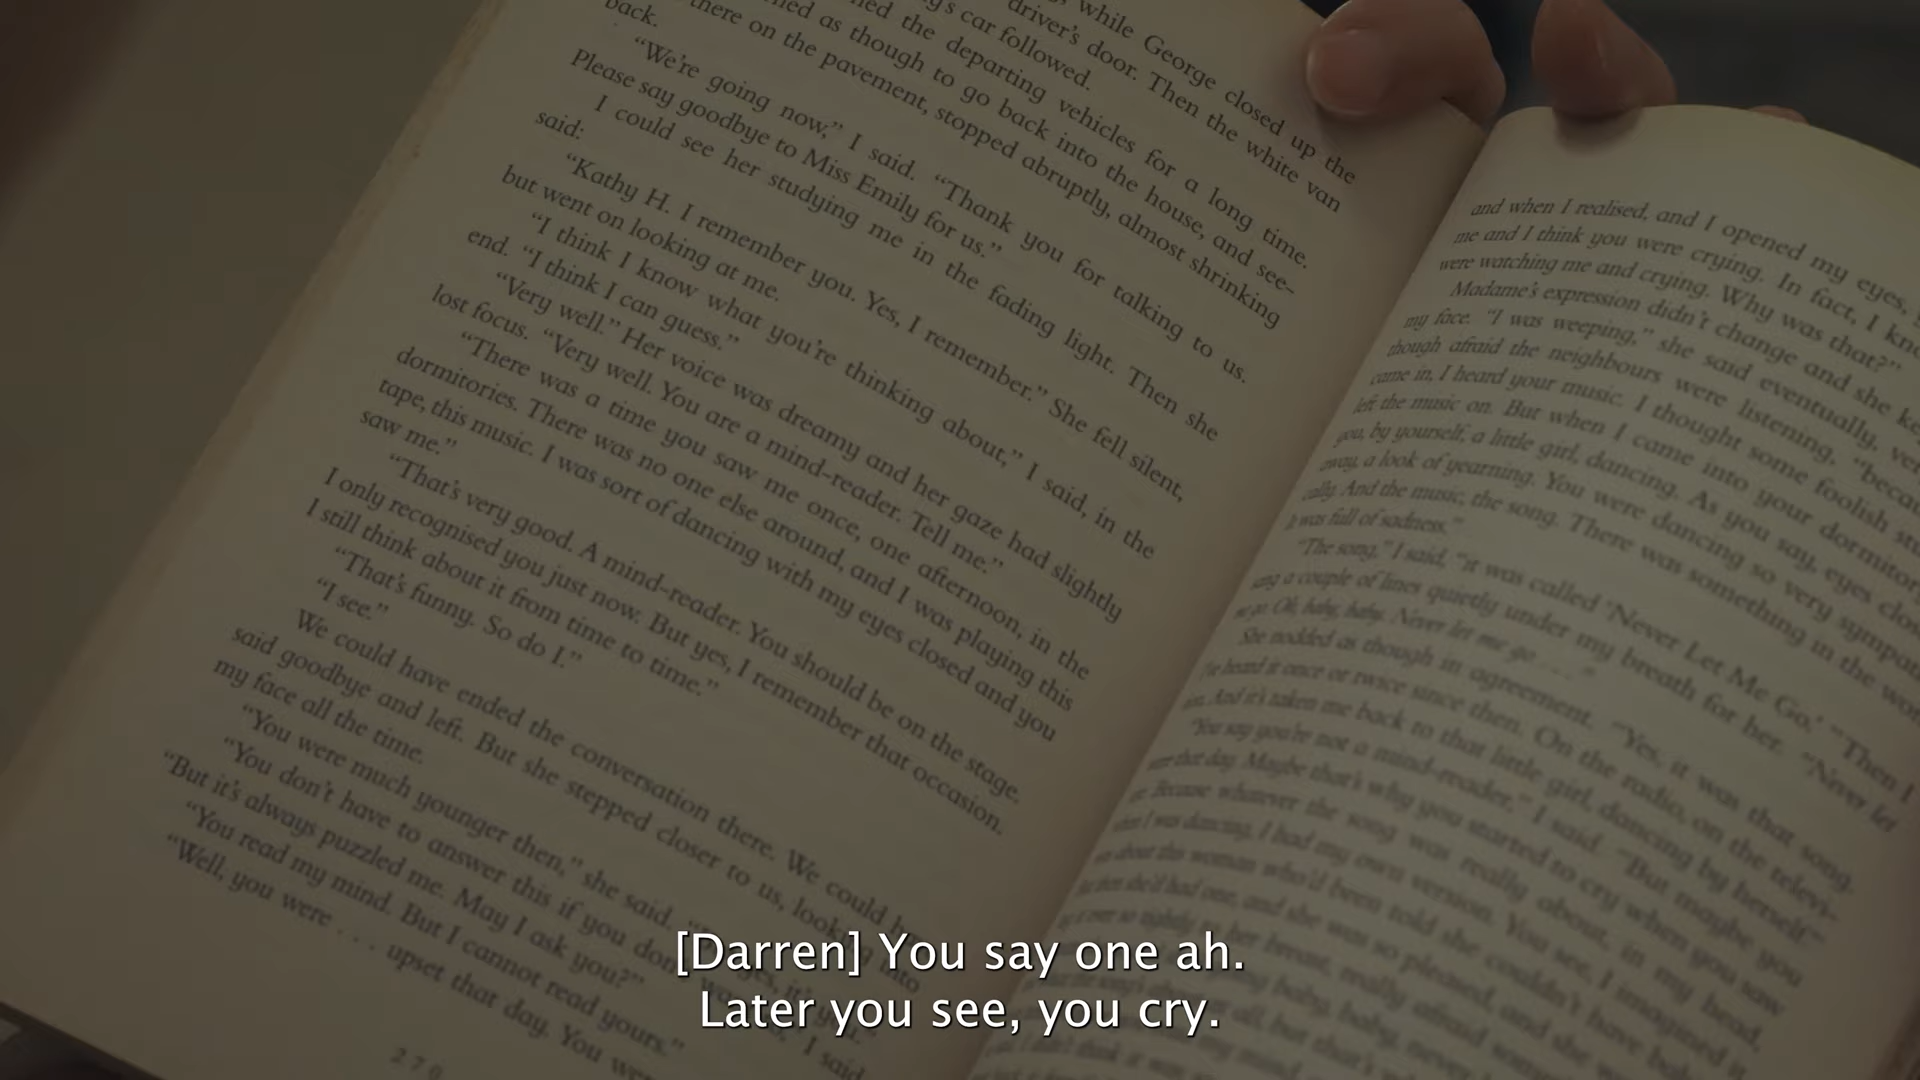 while George closed up the
driver's door. Then the white van
car followed.
the departing vehicles for a long time.
as though to go back into the house, and see-
there on the pavement, stopped abruptly, almost shrinking
back.
“We're going now,” I said. “Thank you for talking to us.
Please say goodbye to Miss Emily for us.”
I could see her studying me in the fading light. Then she
said:
“Kathy H. I remember you. Yes, I remember.” She fell silent,
but went on looking at me.
“I think I know what you're thinking about,” I said, in the
end. “I think I can guess.”
“Very well.” Her voice was dreamy and her gaze had slightly
lost focus. “Very well. You are a mind-reader. Tell me.”
“There was a time you saw me once, one afternoon, in the
dormitories. There was no one else around, and I was playing this
tape, this music. I was sort of dancing with my eyes closed and you
saw me.”
“That's very good. A mind-reader. You should be on the stage.
I only recognised you just now. But yes, I remember that occasion.
I still think about it from time to time.”
“That's funny. So do I.”
“I see.”
We could have ended the conversation there. We could
said goodbye and left. But she stepped closer to us, looking into
my face all the time.
“You were much younger then,” she said.
“You don't have to answer this if you don't
“But it's always puzzled me. May I ask you?”
“You read my mind. But I cannot read yours.”
“Well, you were . . . upset that day. You were
I said
270
and when I realised, and I opened my eyes,
me and I think you were crying. In fact, I
were watching me and crying. Why was that?”
Madame's expression didn't change and she
my face. “I was weeping,” she said eventually,
though afraid the neighbours were listening,
came in, I heard your music. I thought some foolish
left the music on. But when I came into your dormitory
you, by yourself, a little girl, dancing. As you say, eyes
away, a look of yearning. You were dancing so very
And the music, the song. There was something in the
It was full of sadness.”
“The song,” I said, “it was called ‘Never Let Me Go.’ ” Then I
sang a couple of lines quietly under my breath for her. “Never let
me go. Oh, baby, baby. Never let me go . . . ”
She nodded as though in agreement. “Yes, it was that song.
I've heard it once or twice since then. On the radio, on the televi-
And it's taken me back to that little girl, dancing by herself.”
“You say you're not a mind-reader,” I said. “But maybe you
were that day. Maybe that's why you started to cry when you saw
Because whatever the song was really about, in my head,
when I was dancing, I had my own version. You see, I imagined it
about this woman who'd been told she couldn't have
But then she'd had one, and she was so pleased, and she
[Darren] You say one ah.
Later you see, you cry.